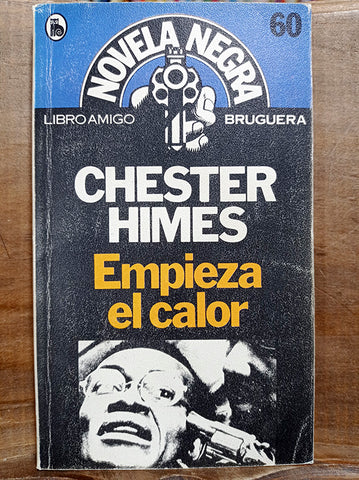 NOVELA NEGRA
60
LIBRO AMIGO
BRUGUERA
CHESTER
HIMES
Empieza
el calor